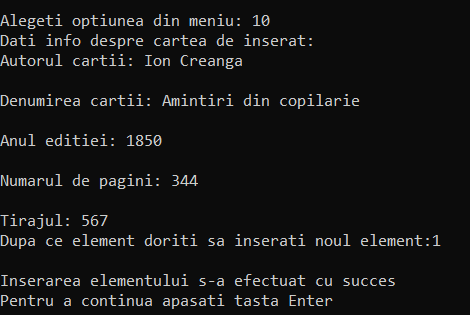 Alegeti optiunea din meniu: 10
Dati info despre cartea de inserat:
Autorul cartii: Ion Creanga
Denumirea cartii: Amintiri din copilarie
Anul editiei: 1850
Numarul de pagini: 344
Tirajul: 567
Dupa ce element doriti sa inserati noul element:1
Inserarea elementului s-a efectuat cu succes
Pentru a continua apasati tasta Enter